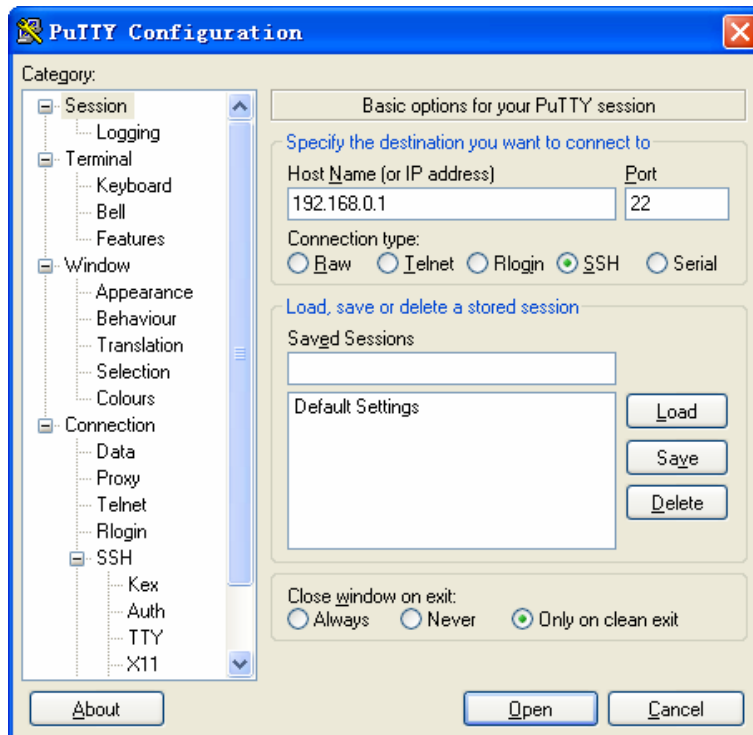 PuTTY Configuration
Category:
Session
Logging
Terminal
Keyboard
Bell
Features
Window
Appearance
Behaviour
Translation
Selection
Colours
Connection
Data
Proxy
Telnet
Rlogin
SSH
Kex
Auth
TTY
X11
Basic options for your PuTTY session
Specify the destination you want to connect to
Host Name (or IP address) Port
192.168.0.1 22
Connection type:
Raw Telnet Rlogin SSH Serial
Load, save or delete a stored session
Saved Sessions
Default Settings
Load
Save
Delete
Close window on exit:
Always Never Only on clean exit
About Open Cancel